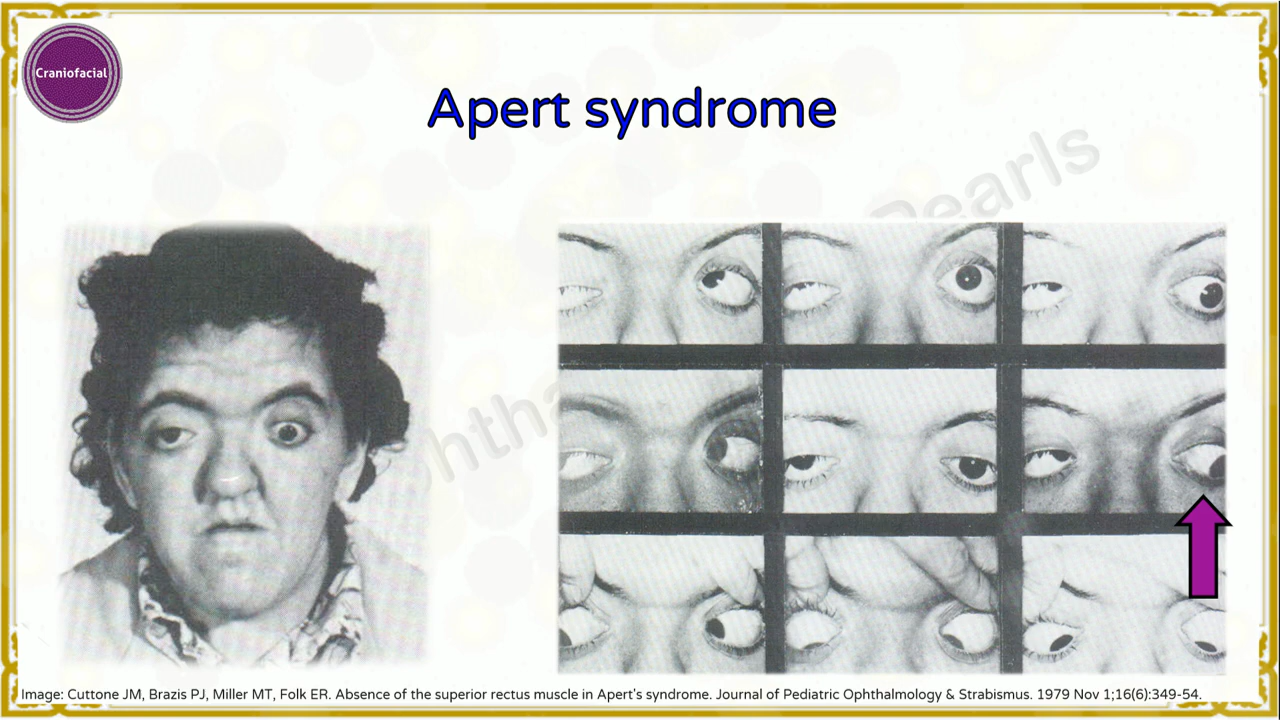 Craniofacial
Apert syndrome
Pearls
Image: Cuttone JM, Brazis PJ, Miller MT, Folk ER. Absence of the superior rectus muscle in Apert's syndrome. Journal of Pediatric Ophthalmology & Strabismus. 1979 Nov 1;16(6):349-54.